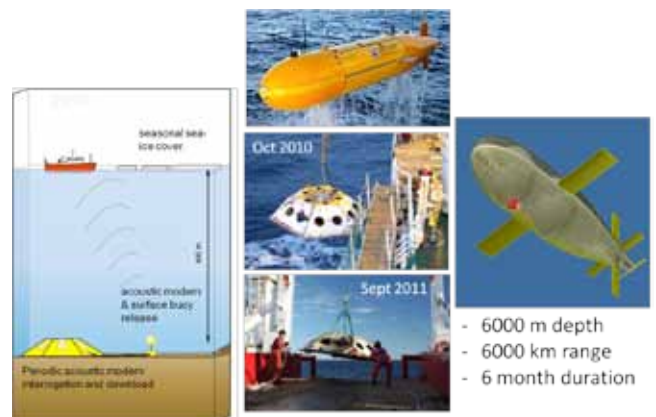 seasonal sea-
ice cover
400 m
acoustic modem
& surface buoy
release
Periodic acoustic modem
interrogation and download
Oct 2010
Sept 2011
- 6000 m depth
- 6000 km range
- 6 month duration